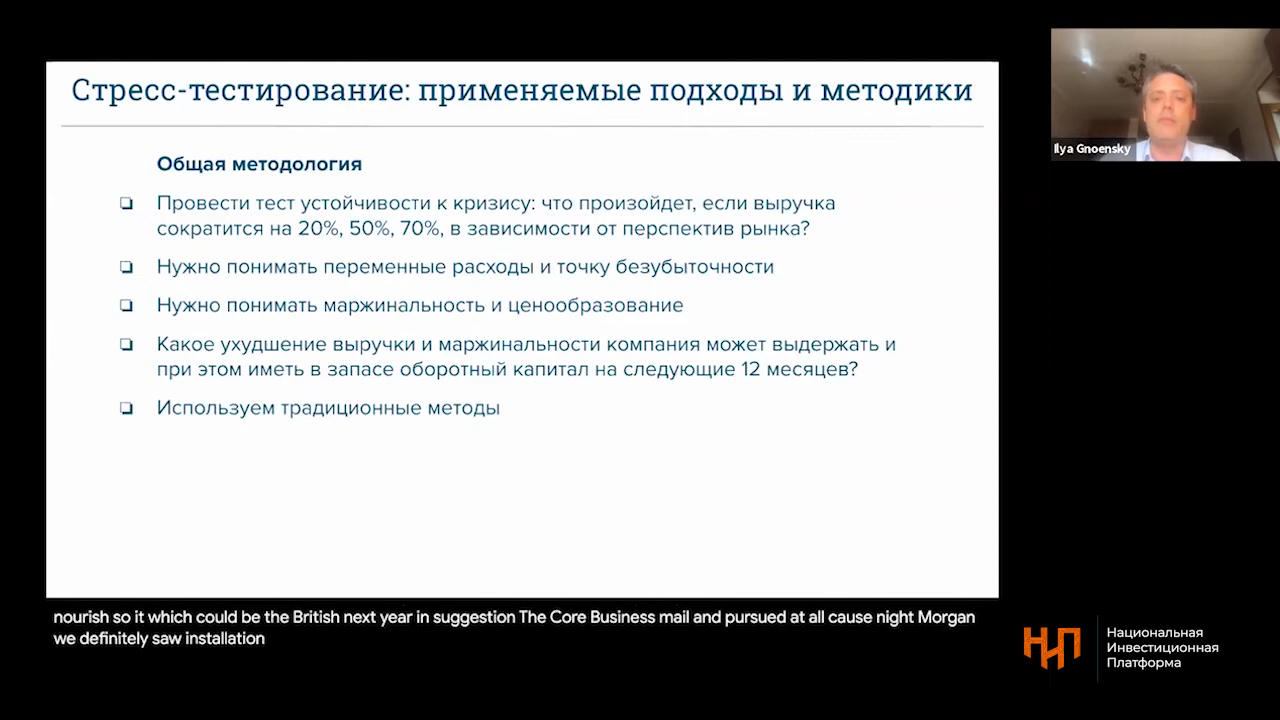 Стресс-тестирование: применяемые подходы и методики
Общая методология
Провести тест устойчивости к кризису: что произойдет, если выручка
сократится на 20%, 50%, 70%, в зависимости от перспектив рынка?
Нужно понимать переменные расходы и точку безубыточности
Нужно понимать маржинальность и ценообразование
Какое ухудшение выручки и маржинальности компания может выдержать и
при этом иметь в запасе оборотный капитал на следующие 12 месяцев?
Используем традиционные методы
Ilya Gnoensky
nourish so it which could be the British next year in suggestion The Core Business mail and pursued at all cause night Morgan
we definitely saw installation
НИП
Национальная
Инвестиционная
Платформа